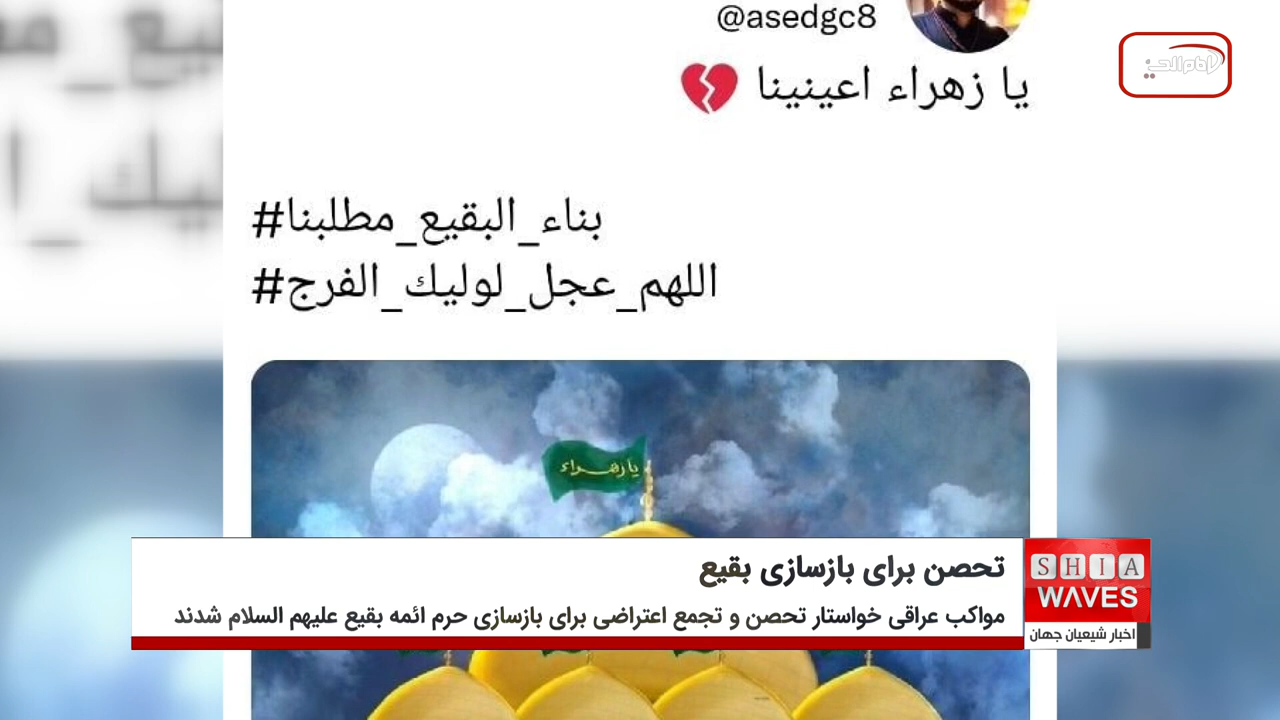 @asedgc8
يا زهراء اعينينا 💔
#بناء_البقيع_مطلبنا
#اللهم_عجل_لوليك_الفرج
يا زهراء
تحصن برای بازسازی بقیع
مواکب عراقی خواستار تحصن و تجمع اعتراضی برای بازسازی حرم ائمه بقیع علیهم السلام شدند
SHIA
WAVES
اخبار شیعیان جهان